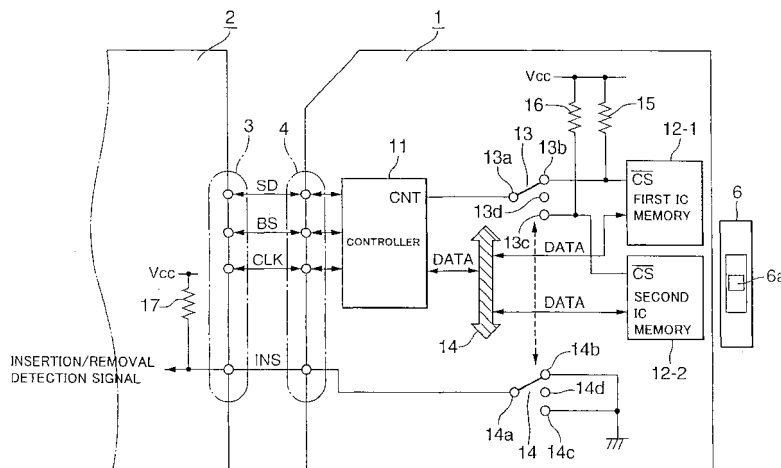 2
1
Vcc
16
15
3
4
11
13
13b
12-1
13a
SD
CNT
CS
FIRST IC
MEMORY
6
13d
BS
13c
CONTROLLER
DATA
DATA
6a
CLK
Vcc
CS
17
DATA
SECOND
IC
MEMORY
14
14b
12-2
INSERTION/REMOVAL
DETECTION SIGNAL
INS
14d
14a
14
14c